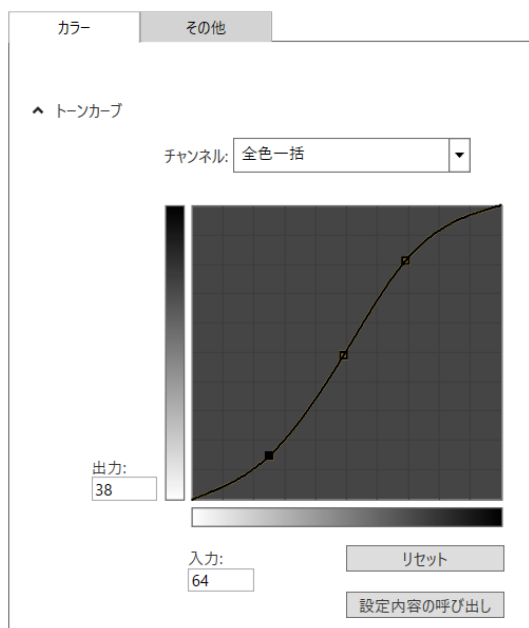 カラー
その他
トーンカーブ
チャンネル: 全色一括
出力:
38
入力:
64
リセット
設定内容の呼び出し